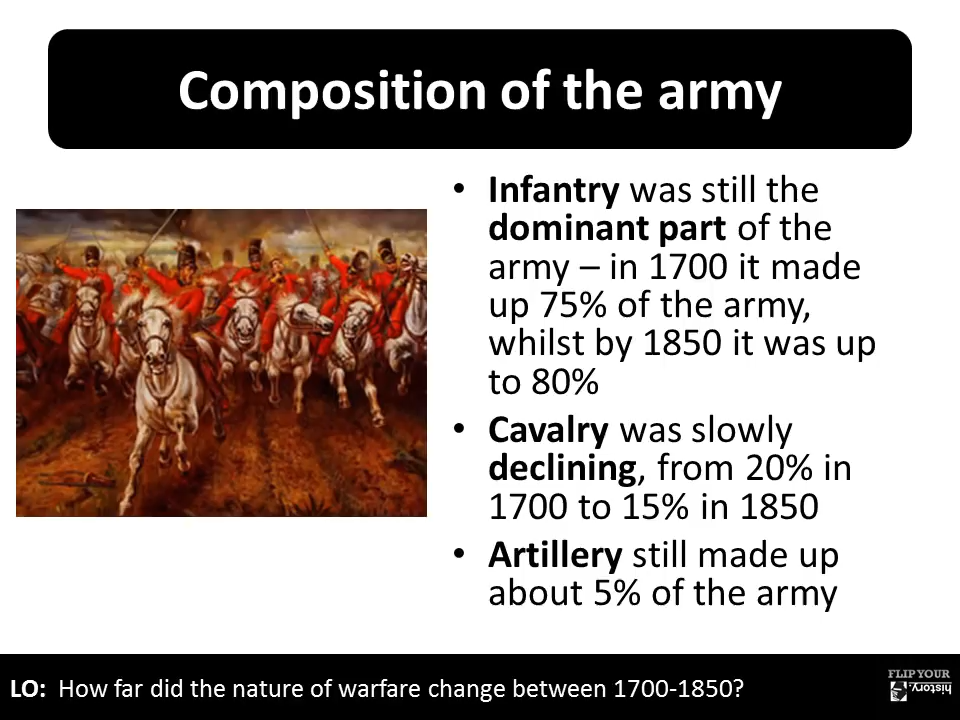 Composition of the army
• Infantry was still the
dominant part of the
army – in 1700 it made
up 75% of the army,
whilst by 1850 it was up
to 80%
• Cavalry was slowly
declining, from 20% in
1700 to 15% in 1850
• Artillery still made up
about 5% of the army
LO: How far did the nature of warfare change between 1700-1850?
FLIP YOUR
history.